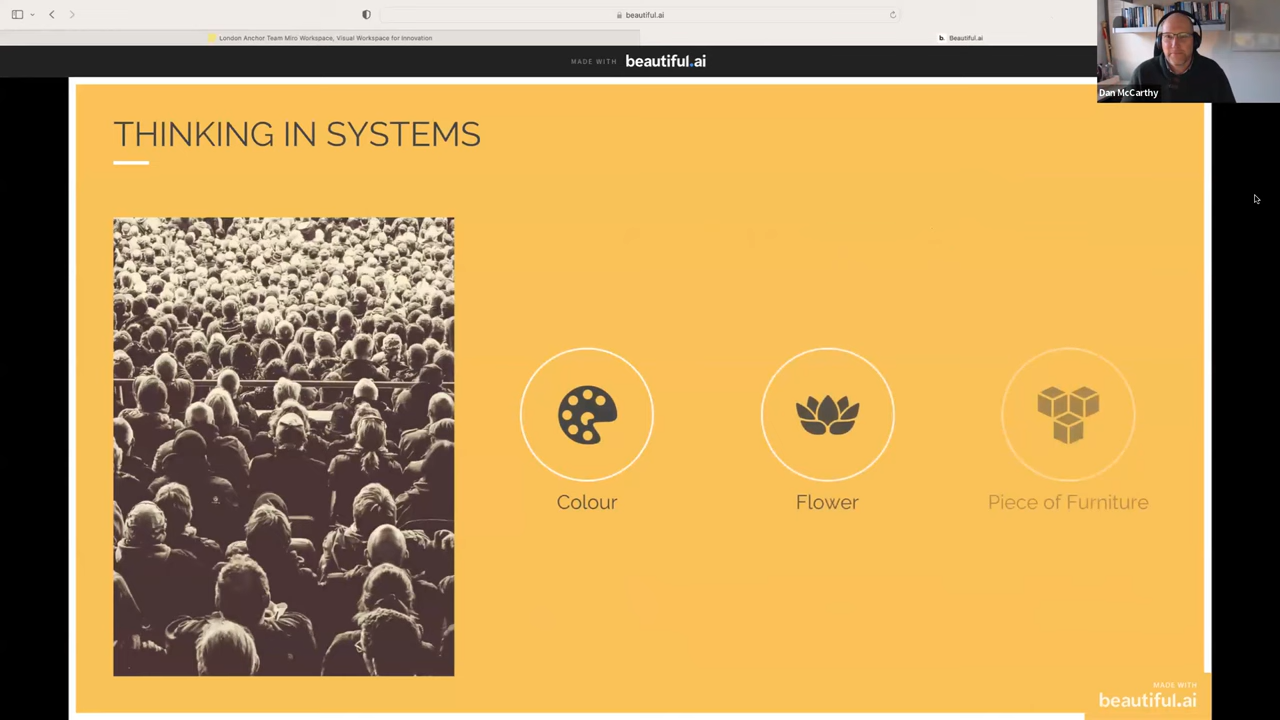 beautiful.ai
London Anchor Team Miro Workspace, Visual Workspace for Innovation
b. Beautiful.ai
MADE WITH beautiful.ai
Dan McCarthy
THINKING IN SYSTEMS
Colour
Flower
Piece of Furniture
MADE WITH
beautiful.ai